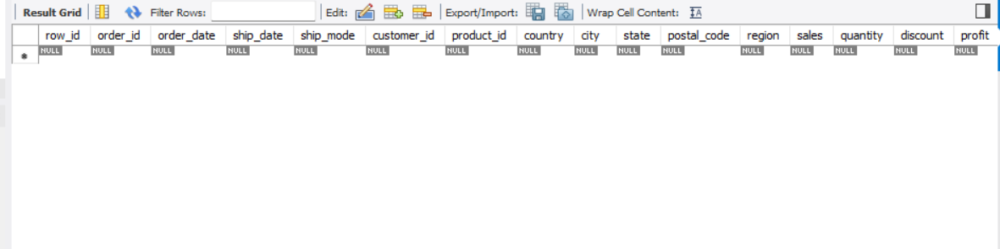 Result Grid Filter Rows: Edit: Export/Import: Wrap Cell Content: IA
row_id order_id order_date ship_date ship_mode customer_id product_id country city state postal_code region sales quantity discount profit
NULL NULL NULL NULL NULL NULL NULL NULL NULL NULL NULL NULL NULL NULL NULL NULL